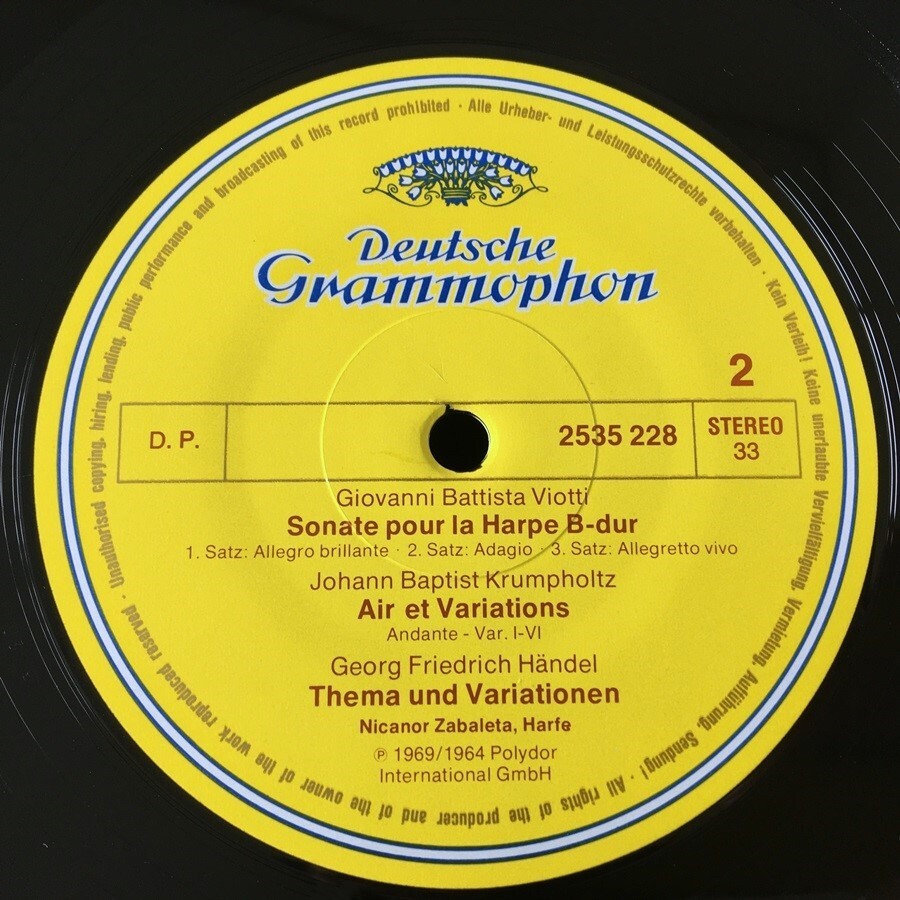 Deutsche
Grammophon
2
D. P.
2535 228
STEREO
33
Giovanni Battista Viotti
Sonate pour la Harpe B-dur
1. Satz: Allegro brillante · 2. Satz: Adagio · 3. Satz: Allegretto vivo
Johann Baptist Krumpholtz
Air et Variations
Andante - Var. I-VI
Georg Friedrich Händel
Thema und Variationen
Nicanor Zabaleta, Harfe
℗ 1969/1964 Polydor
International GmbH
Alle Urheber- und Leistungsschutzrechte vorbehalten · Kein Verleih! Keine unerlaubte Vervielfältigung, Vermietung, Aufführung, Sendung! · All rights of the producer and of the owner of the work reproduced reserved · Unauthorised copying, hiring, lending, public performance and broadcasting of this record prohibited ·